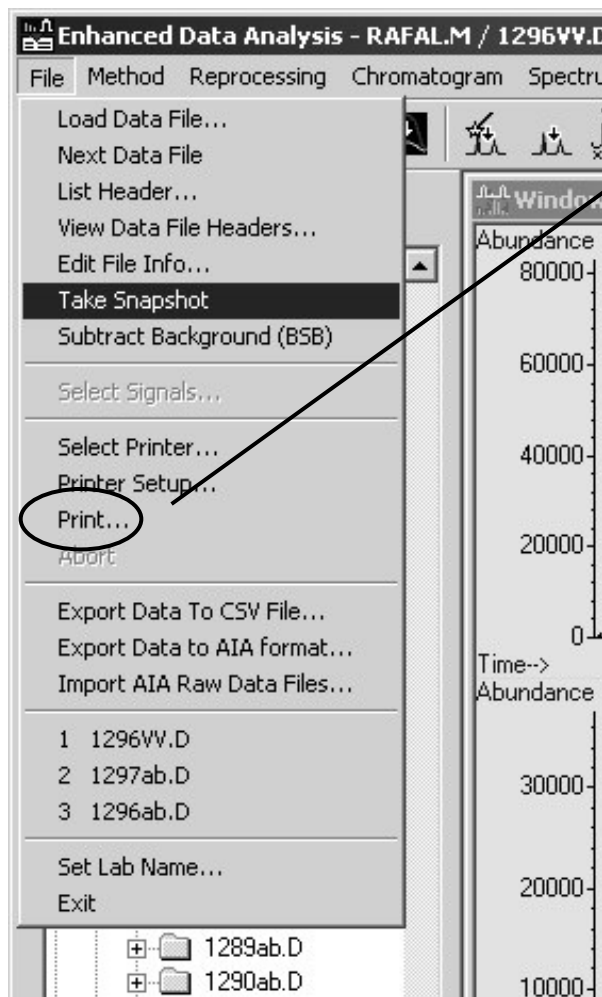 Enhanced Data Analysis - RAFAL.M / 1296VV.D
File Method Reprocessing Chromatogram Spectru
Load Data File...
Next Data File
List Header...
View Data File Headers...
Edit File Info...
Take Snapshot
Subtract Background (BSB)
Select Signals...
Select Printer...
Printer Setup...
Print...
Abort
Export Data To CSV File...
Export Data to AIA format...
Import AIA Raw Data Files...
1 1296VV.D
2 1297ab.D
3 1296ab.D
Set Lab Name...
Exit
1289ab.D
1290ab.D
Window
Abundance
80000
60000
40000
20000
0
Time-->
Abundance
30000
20000
10000